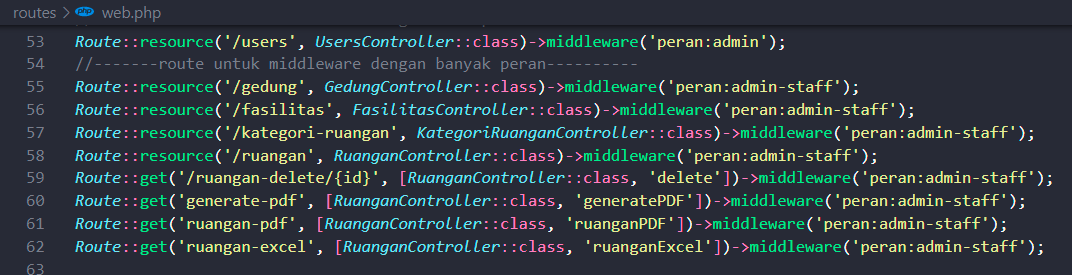 routes > php web.php
53 Route::resource('/users', UsersController::class)->middleware('peran:admin');
54 //-------route untuk middleware dengan banyak peran----------
55 Route::resource('/gedung', GedungController::class)->middleware('peran:admin-staff');
56 Route::resource('/fasilitas', FasilitasController::class)->middleware('peran:admin-staff');
57 Route::resource('/kategori-ruangan', KategoriRuanganController::class)->middleware('peran:admin-staff');
58 Route::resource('/ruangan', RuanganController::class)->middleware('peran:admin-staff');
59 Route::get('/ruangan-delete/{id}', [RuanganController::class, 'delete'])->middleware('peran:admin-staff');
60 Route::get('generate-pdf', [RuanganController::class, 'generatePDF'])->middleware('peran:admin-staff');
61 Route::get('ruangan-pdf', [RuanganController::class, 'ruanganPDF'])->middleware('peran:admin-staff');
62 Route::get('ruangan-excel', [RuanganController::class, 'ruanganExcel'])->middleware('peran:admin-staff');
63